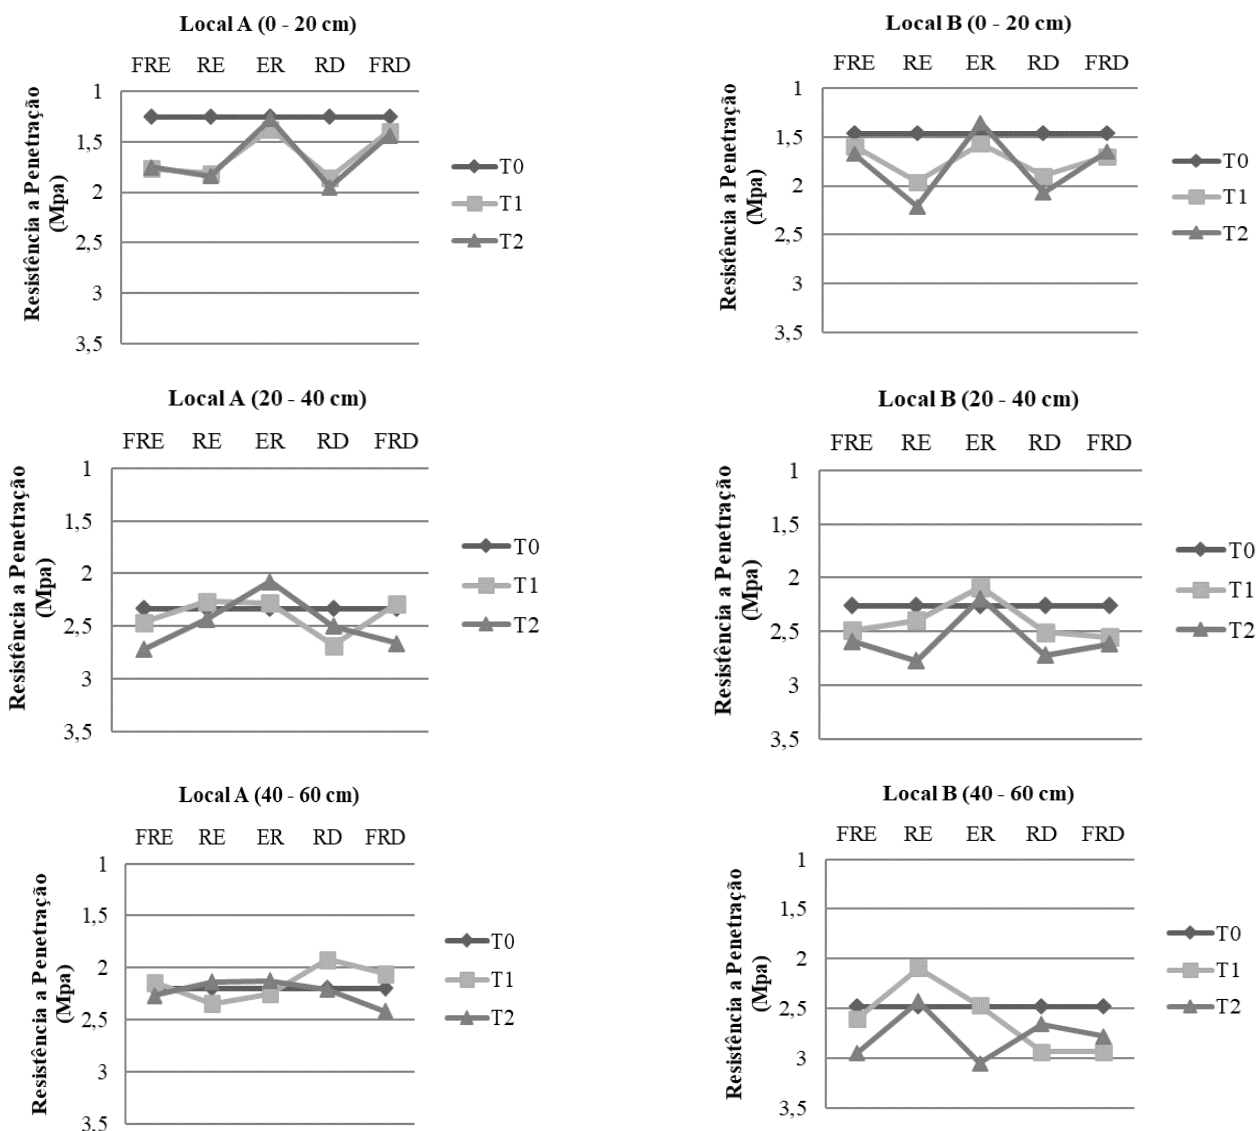 Local A (0 - 20 cm)
FRE RE ER RD FRD
Resistência a Penetração
(Mpa)
1
1,5
2
2,5
3
3,5
T0
T1
T2
Local B (0 - 20 cm)
FRE RE ER RD FRD
Resistência a Penetração
(Mpa)
1
1,5
2
2,5
3
3,5
T0
T1
T2
Local A (20 - 40 cm)
FRE RE ER RD FRD
Resistência a Penetração
(Mpa)
1
1,5
2
2,5
3
3,5
T0
T1
T2
Local B (20 - 40 cm)
FRE RE ER RD FRD
Resistência a Penetração
(Mpa)
1
1,5
2
2,5
3
3,5
T0
T1
T2
Local A (40 - 60 cm)
FRE RE ER RD FRD
Resistência a Penetração
(Mpa)
1
1,5
2
2,5
3
3,5
T0
T1
T2
Local B (40 - 60 cm)
FRE RE ER RD FRD
Resistência a Penetração
(Mpa)
1
1,5
2
2,5
3
3,5
T0
T1
T2